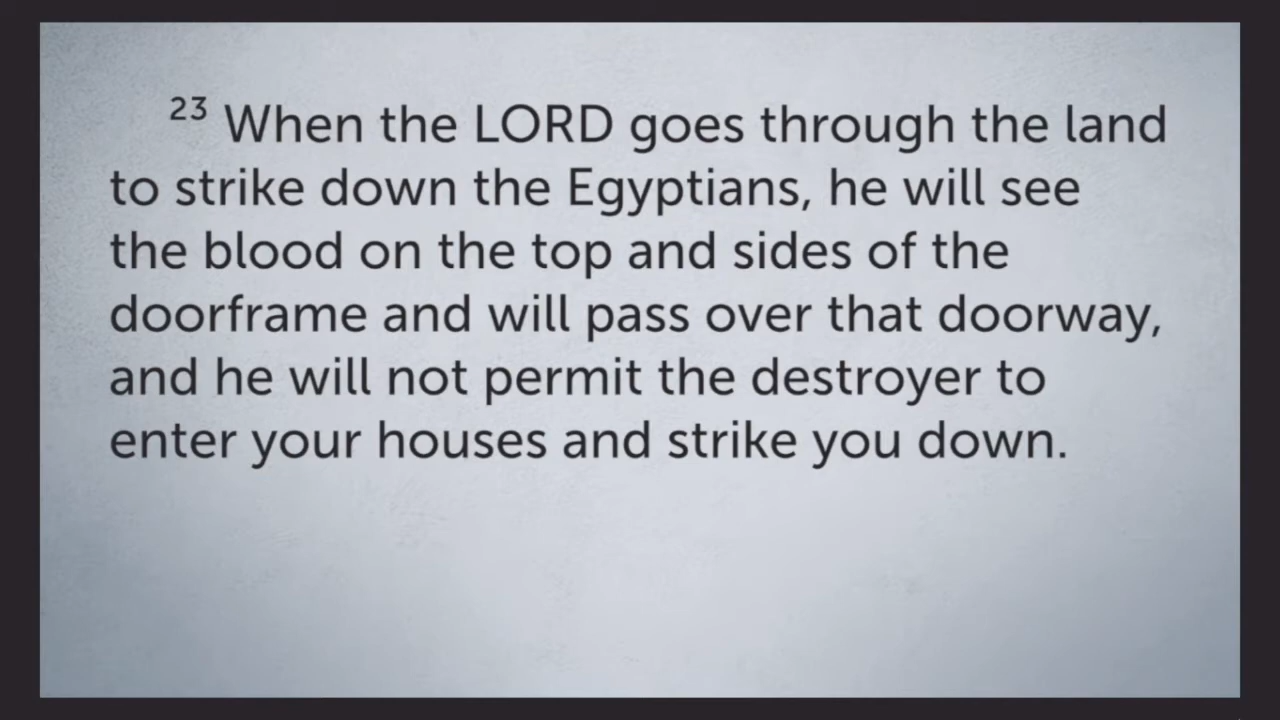 23 When the LORD goes through the land
to strike down the Egyptians, he will see
the blood on the top and sides of the
doorframe and will pass over that doorway,
and he will not permit the destroyer to
enter your houses and strike you down.